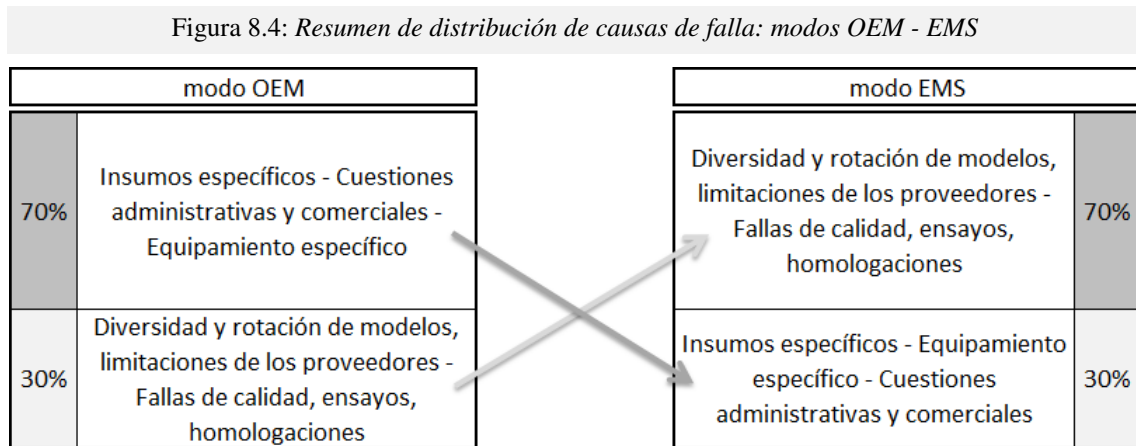 Figura 8.4: Resumen de distribución de causas de falla: modos OEM - EMS
modo OEM
70%
Insumos específicos - Cuestiones
administrativas y comerciales -
Equipamiento específico
30%
Diversidad y rotación de modelos,
limitaciones de los proveedores -
Fallas de calidad, ensayos,
homologaciones
modo EMS
Diversidad y rotación de modelos,
limitaciones de los proveedores -
Fallas de calidad, ensayos,
homologaciones
70%
Insumos específicos - Equipamiento
específico - Cuestiones
administrativas y comerciales
30%